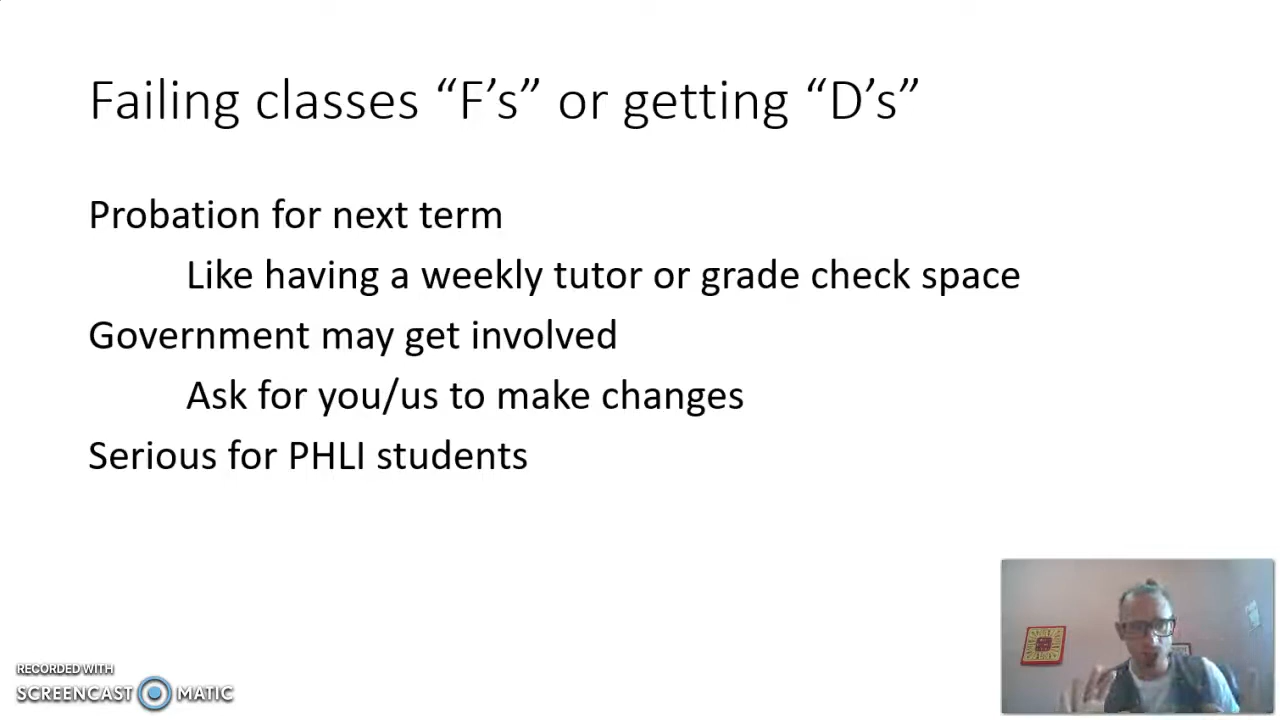 Failing classes “F’s” or getting “D’s”
Probation for next term
Like having a weekly tutor or grade check space
Government may get involved
Ask for you/us to make changes
Serious for PHLI students
RECORDED WITH
SCREENCAST MATIC